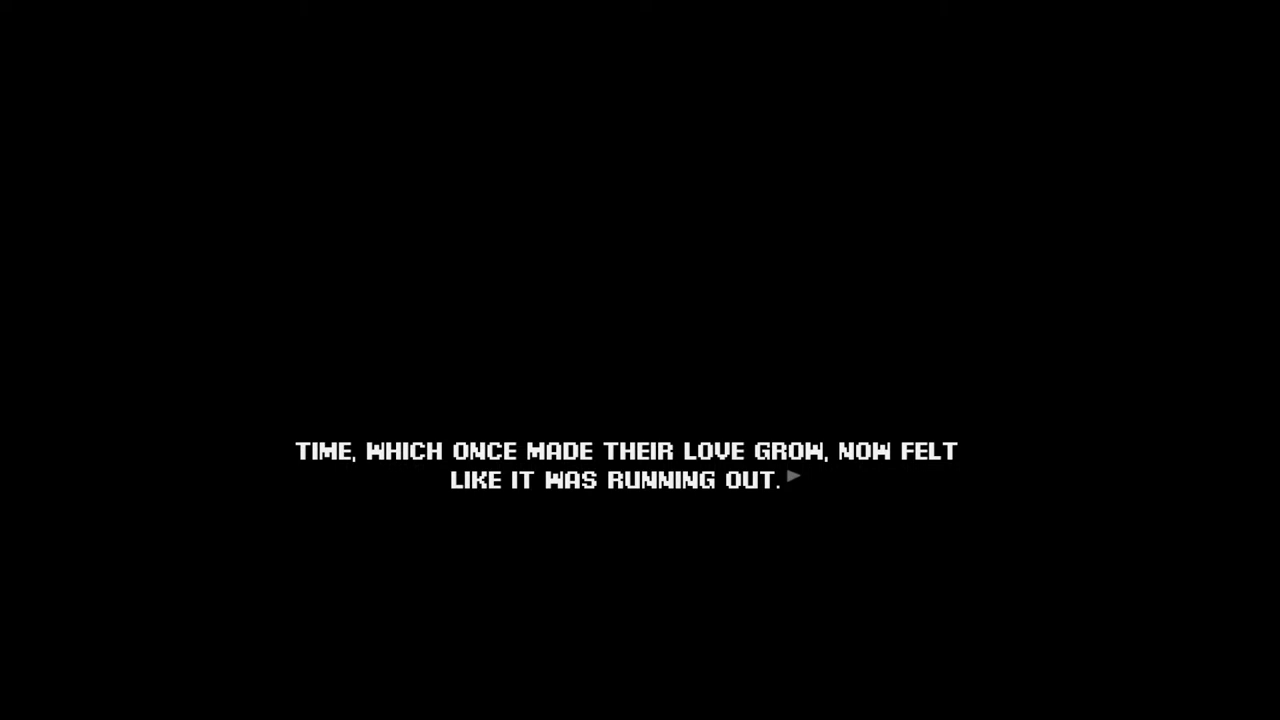 TIME, WHICH ONCE MADE THEIR LOVE GROW, NOW FELT
LIKE IT WAS RUNNING OUT.